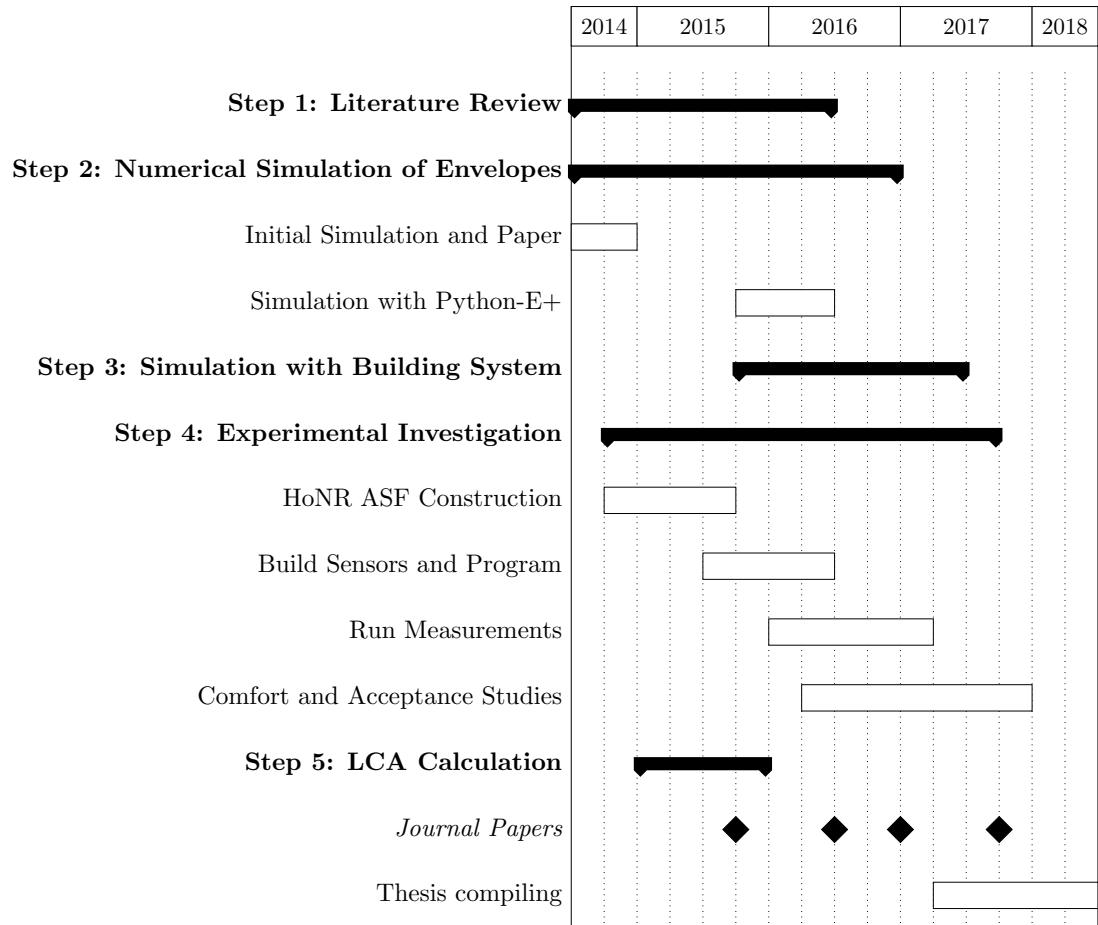 2014 2015 2016 2017 2018
Step 1: Literature Review
Step 2: Numerical Simulation of Envelopes
Initial Simulation and Paper
Simulation with Python-E+
Step 3: Simulation with Building System
Step 4: Experimental Investigation
HoNR ASF Construction
Build Sensors and Program
Run Measurements
Comfort and Acceptance Studies
Step 5: LCA Calculation
Journal Papers
Thesis compiling